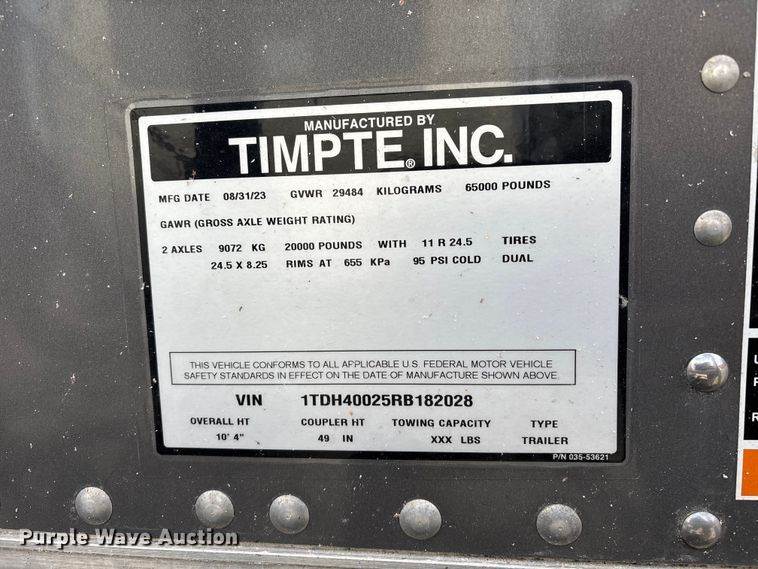 MANUFACTURED BY
TIMPTE® INC.
MFG DATE 08/31/23 GVWR 29484 KILOGRAMS 65000 POUNDS
GAWR (GROSS AXLE WEIGHT RATING)
2 AXLES 9072 KG 20000 POUNDS WITH 11 R 24.5 TIRES
24.5 X 8.25 RIMS AT 655 KPa 95 PSI COLD DUAL
THIS VEHICLE CONFORMS TO ALL APPLICABLE U.S. FEDERAL MOTOR VEHICLE
SAFETY STANDARDS IN EFFECT ON THE DATE OF MANUFACTURE SHOWN ABOVE.
VIN 1TDH40025RB182028
OVERALL HT COUPLER HT TOWING CAPACITY TYPE
10' 4" 49 IN XXX LBS TRAILER
P/N 035-53621
Purple Wave Auction